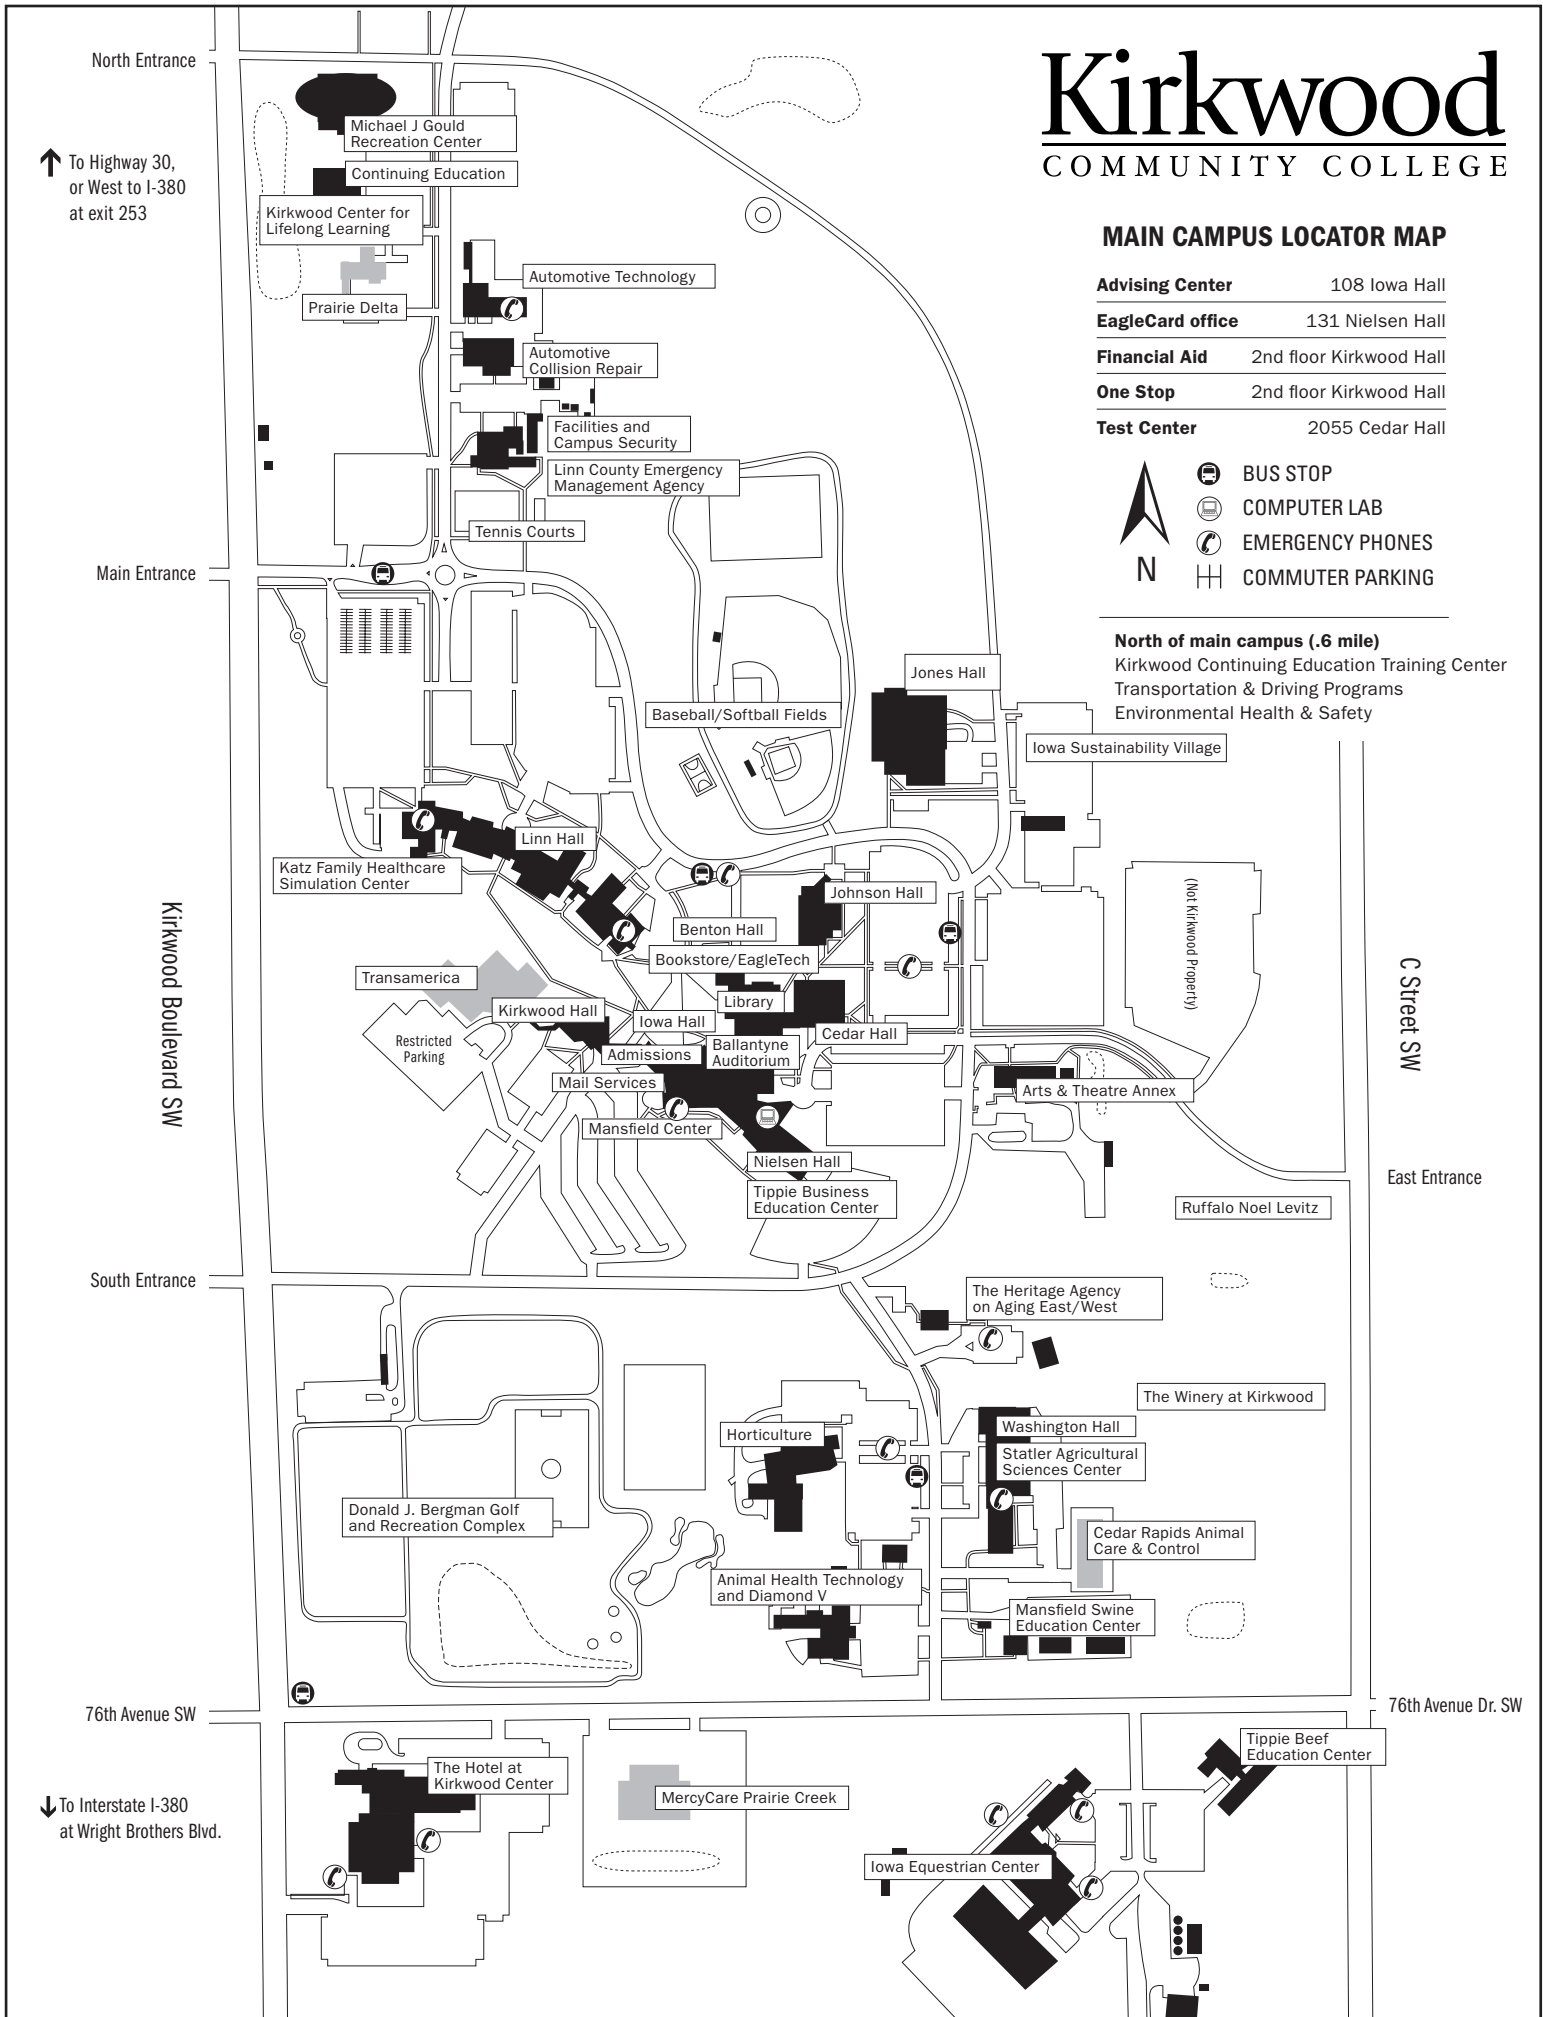 North Entrance
Kirkwood
COMMUNITY COLLEGE
Michael J Gould
Recreation Center
To Highway 30,
or West to I-380
at exit 253
Continuing Education
Kirkwood Center for
Lifelong Learning
MAIN CAMPUS LOCATOR MAP
Advising Center 108 Iowa Hall
EagleCard office 131 Nielsen Hall
Financial Aid 2nd floor Kirkwood Hall
One Stop 2nd floor Kirkwood Hall
Test Center 2055 Cedar Hall
Automotive Technology
Prairie Delta
Automotive
Collision Repair
Facilities and
Campus Security
Linn County Emergency
Management Agency
BUS STOP
COMPUTER LAB
EMERGENCY PHONES
COMMUTER PARKING
N
Tennis Courts
Main Entrance
North of main campus (.6 mile)
Kirkwood Continuing Education Training Center
Transportation & Driving Programs
Environmental Health & Safety
Jones Hall
Baseball/Softball Fields
Iowa Sustainability Village
Linn Hall
Katz Family Healthcare
Simulation Center
Johnson Hall
(Not Kirkwood Property)
Benton Hall
Bookstore/EagleTech
Kirkwood Boulevard SW
C Street SW
Transamerica
Library
Kirkwood Hall
Iowa Hall
Cedar Hall
Restricted
Parking
Admissions
Ballantyne
Auditorium
Mail Services
Arts & Theatre Annex
Mansfield Center
Nielsen Hall
East Entrance
Tippie Business
Education Center
Ruffalo Noel Levitz
South Entrance
The Heritage Agency
on Aging East/West
The Winery at Kirkwood
Washington Hall
Horticulture
Statler Agricultural
Sciences Center
Donald J. Bergman Golf
and Recreation Complex
Cedar Rapids Animal
Care & Control
Animal Health Technology
and Diamond V
Mansfield Swine
Education Center
76th Avenue SW
76th Avenue Dr. SW
Tippie Beef
Education Center
The Hotel at
Kirkwood Center
MercyCare Prairie Creek
To Interstate I-380
at Wright Brothers Blvd.
Iowa Equestrian Center